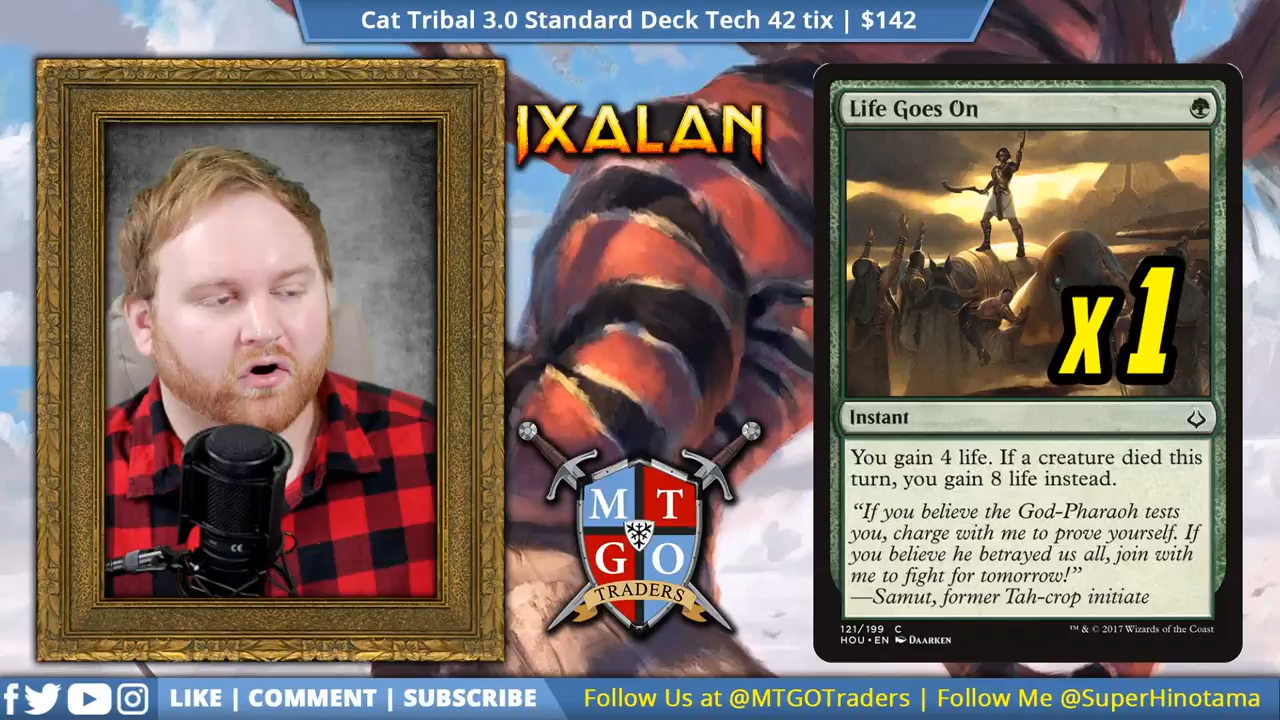 Cat Tribal 3.0 Standard Deck Tech 42 tix | $142
IXALAN
Life Goes On
x1
Instant
You gain 4 life. If a creature died this
turn, you gain 8 life instead.
“If you believe the God-Pharaoh tests
you, charge with me to prove yourself. If
you believe he betrayed us all, join with
me to fight for tomorrow!”
—Samut, former Tah-crop initiate
121/199 C
HOU • EN DAARKEN
™ & © 2017 Wizards of the Coast
M T
G O
TRADERS
CE
LIKE | COMMENT | SUBSCRIBE
Follow Us at @MTGOTraders | Follow Me @SuperHinotama